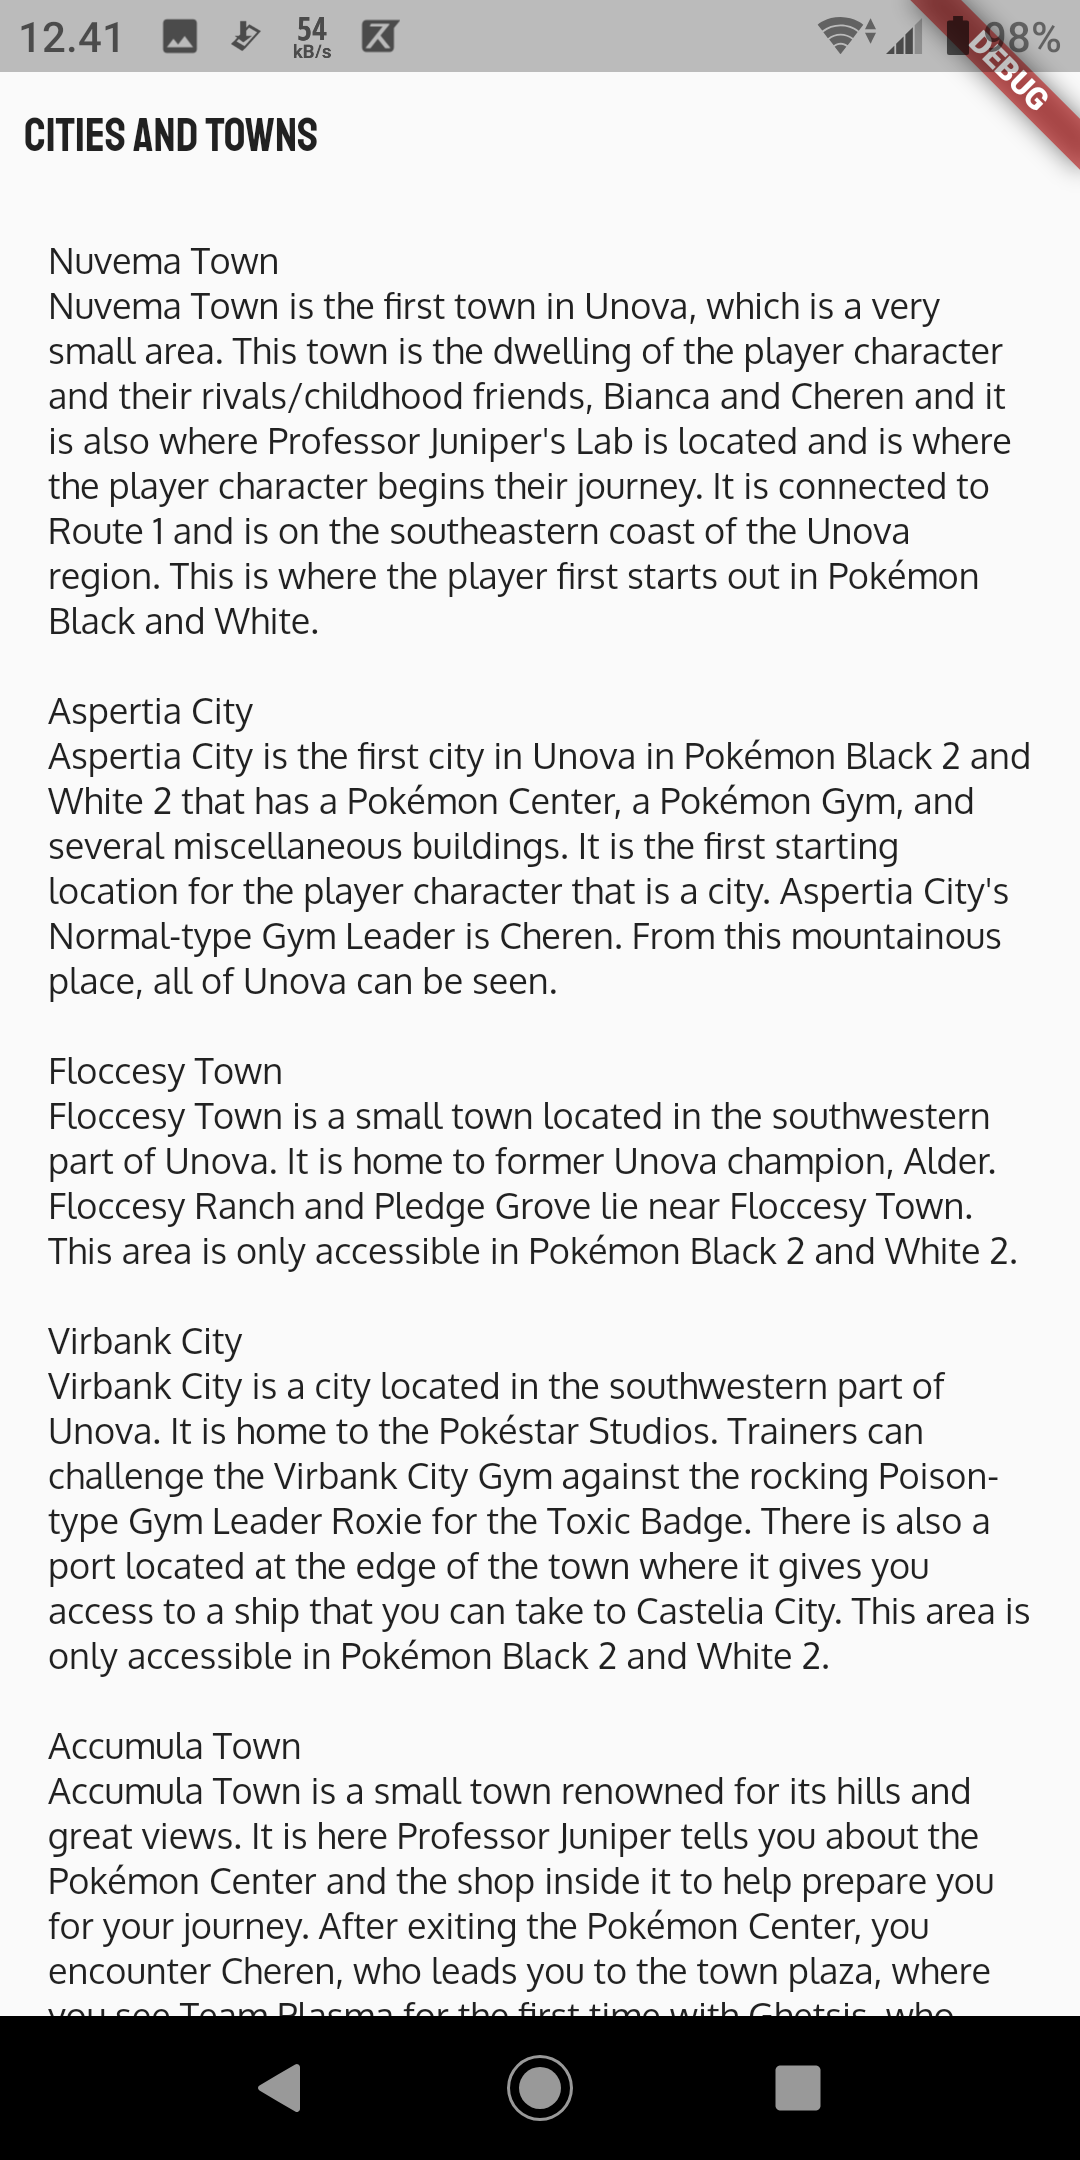 12.41
54
kB/s
98%
DEBUG
CITIES AND TOWNS
Nuvema Town
Nuvema Town is the first town in Unova, which is a very
small area. This town is the dwelling of the player character
and their rivals/childhood friends, Bianca and Cheren and it
is also where Professor Juniper's Lab is located and is where
the player character begins their journey. It is connected to
Route 1 and is on the southeastern coast of the Unova
region. This is where the player first starts out in Pokémon
Black and White.
Aspertia City
Aspertia City is the first city in Unova in Pokémon Black 2 and
White 2 that has a Pokémon Center, a Pokémon Gym, and
several miscellaneous buildings. It is the first starting
location for the player character that is a city. Aspertia City's
Normal-type Gym Leader is Cheren. From this mountainous
place, all of Unova can be seen.
Floccesy Town
Floccesy Town is a small town located in the southwestern
part of Unova. It is home to former Unova champion, Alder.
Floccesy Ranch and Pledge Grove lie near Floccesy Town.
This area is only accessible in Pokémon Black 2 and White 2.
Virbank City
Virbank City is a city located in the southwestern part of
Unova. It is home to the Pokéstar Studios. Trainers can
challenge the Virbank City Gym against the rocking Poison-
type Gym Leader Roxie for the Toxic Badge. There is also a
port located at the edge of the town where it gives you
access to a ship that you can take to Castelia City. This area is
only accessible in Pokémon Black 2 and White 2.
Accumula Town
Accumula Town is a small town renowned for its hills and
great views. It is here Professor Juniper tells you about the
Pokémon Center and the shop inside it to help prepare you
for your journey. After exiting the Pokémon Center, you
encounter Cheren, who leads you to the town plaza, where
you see Team Plasma for the first time with Ghetsis, who